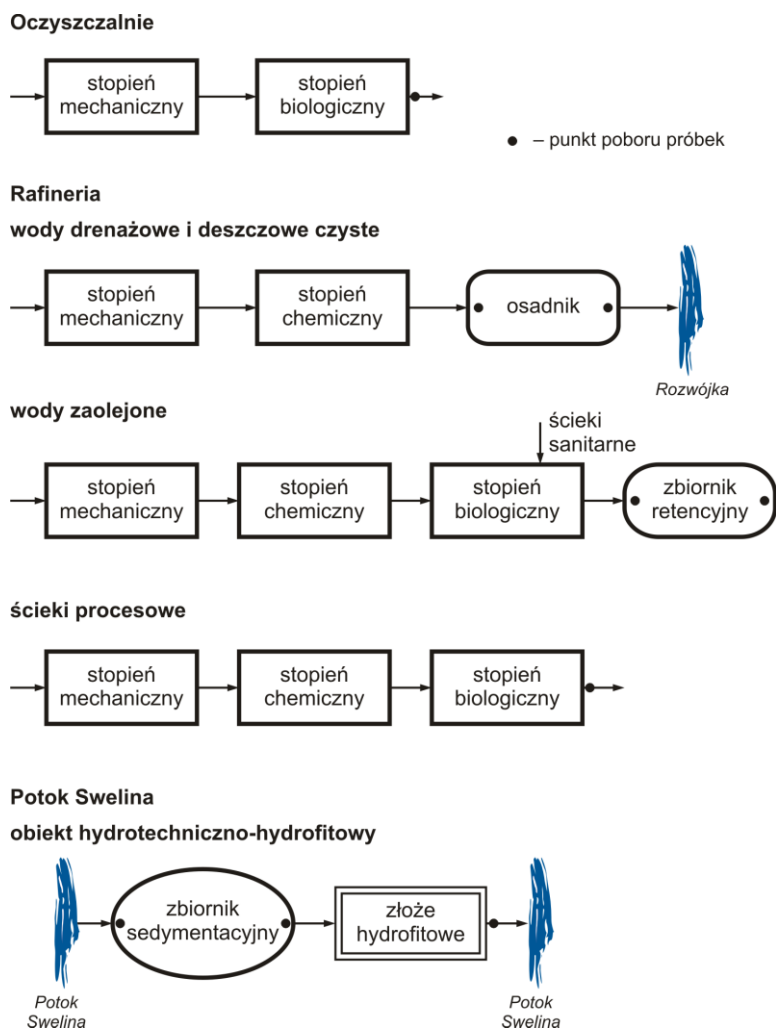 Oczyszczalnie
stopień
mechaniczny
stopień
biologiczny
– punkt poboru próbek
Rafineria
wody drenażowe i deszczowe czyste
stopień
mechaniczny
stopień
chemiczny
osadnik
Rozwójka
wody zaolejone
ścieki
sanitarne
stopień
mechaniczny
stopień
chemiczny
stopień
biologiczny
zbiornik
retencyjny
ścieki procesowe
stopień
mechaniczny
stopień
chemiczny
stopień
biologiczny
Potok Swelina
obiekt hydrotechniczno-hydrofitowy
zbiornik
sedymentacyjny
złoże
hydrofitowe
Potok
Swelina
Potok
Swelina